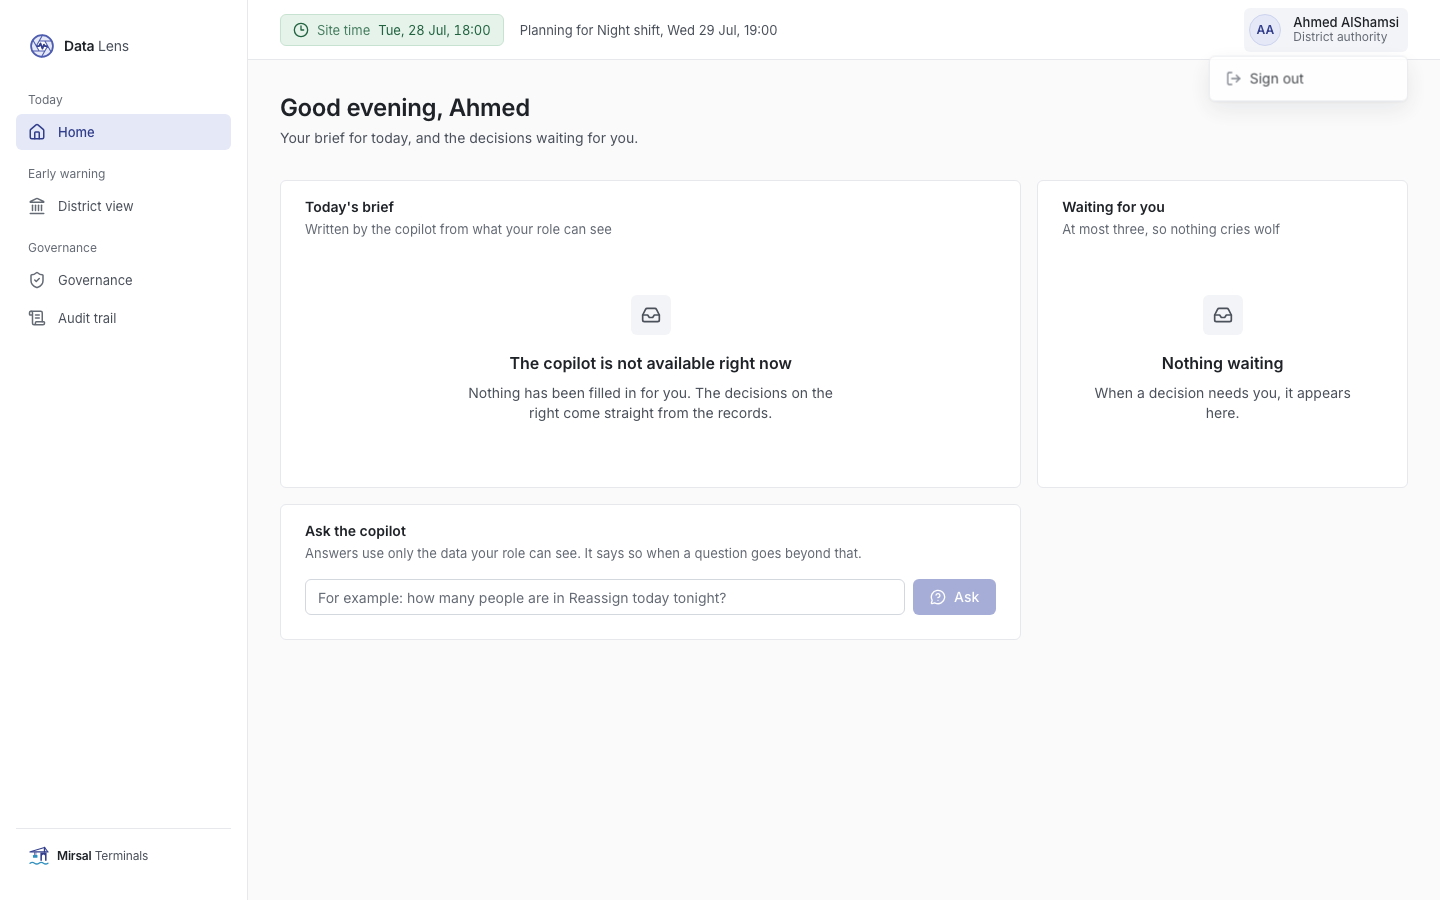 Data Lens
Today
Home
Early warning
District view
Governance
Governance
Audit trail
Mirsal Terminals
Site time Tue, 28 Jul, 18:00
Planning for Night shift, Wed 29 Jul, 19:00
AA
Ahmed AlShamsi
District authority
Sign out
Good evening, Ahmed
Your brief for today, and the decisions waiting for you.
Today's brief
Written by the copilot from what your role can see
The copilot is not available right now
Nothing has been filled in for you. The decisions on the
right come straight from the records.
Waiting for you
At most three, so nothing cries wolf
Nothing waiting
When a decision needs you, it appears
here.
Ask the copilot
Answers use only the data your role can see. It says so when a question goes beyond that.
For example: how many people are in Reassign today tonight?
Ask